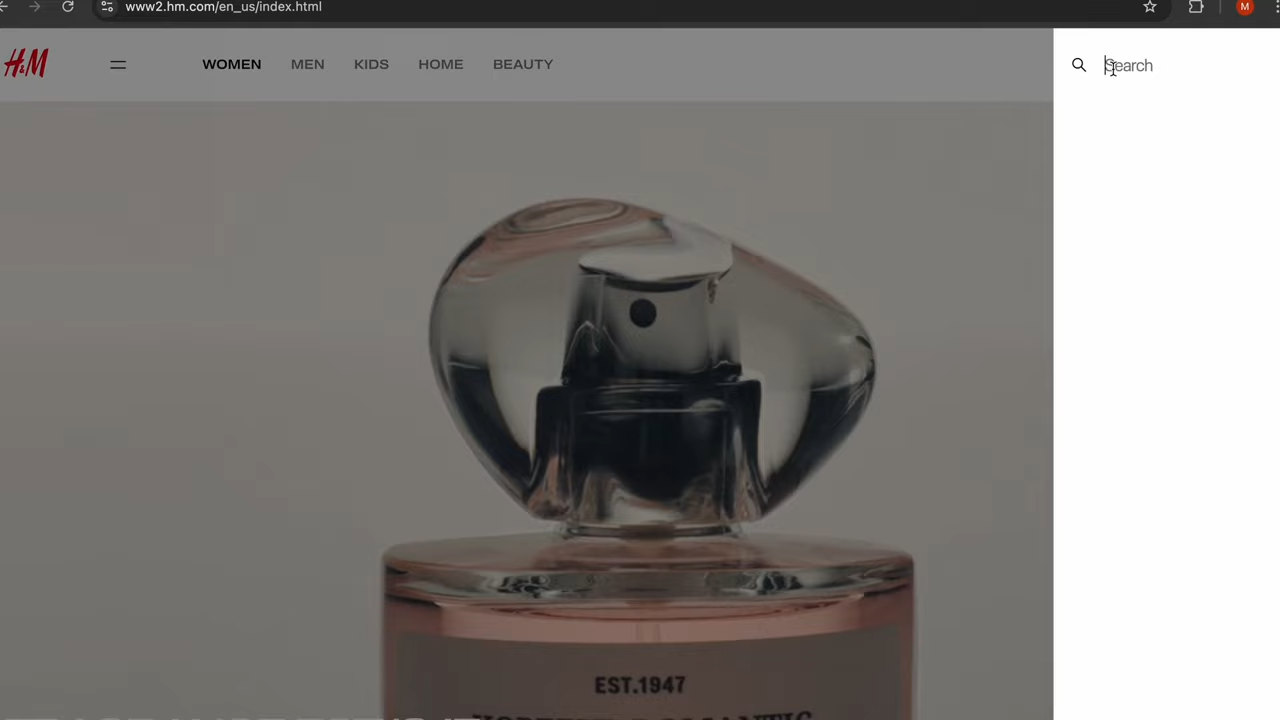 www2.hm.com/en_us/index.html
M
H&M
WOMEN MEN KIDS HOME BEAUTY
Search
EST.1947